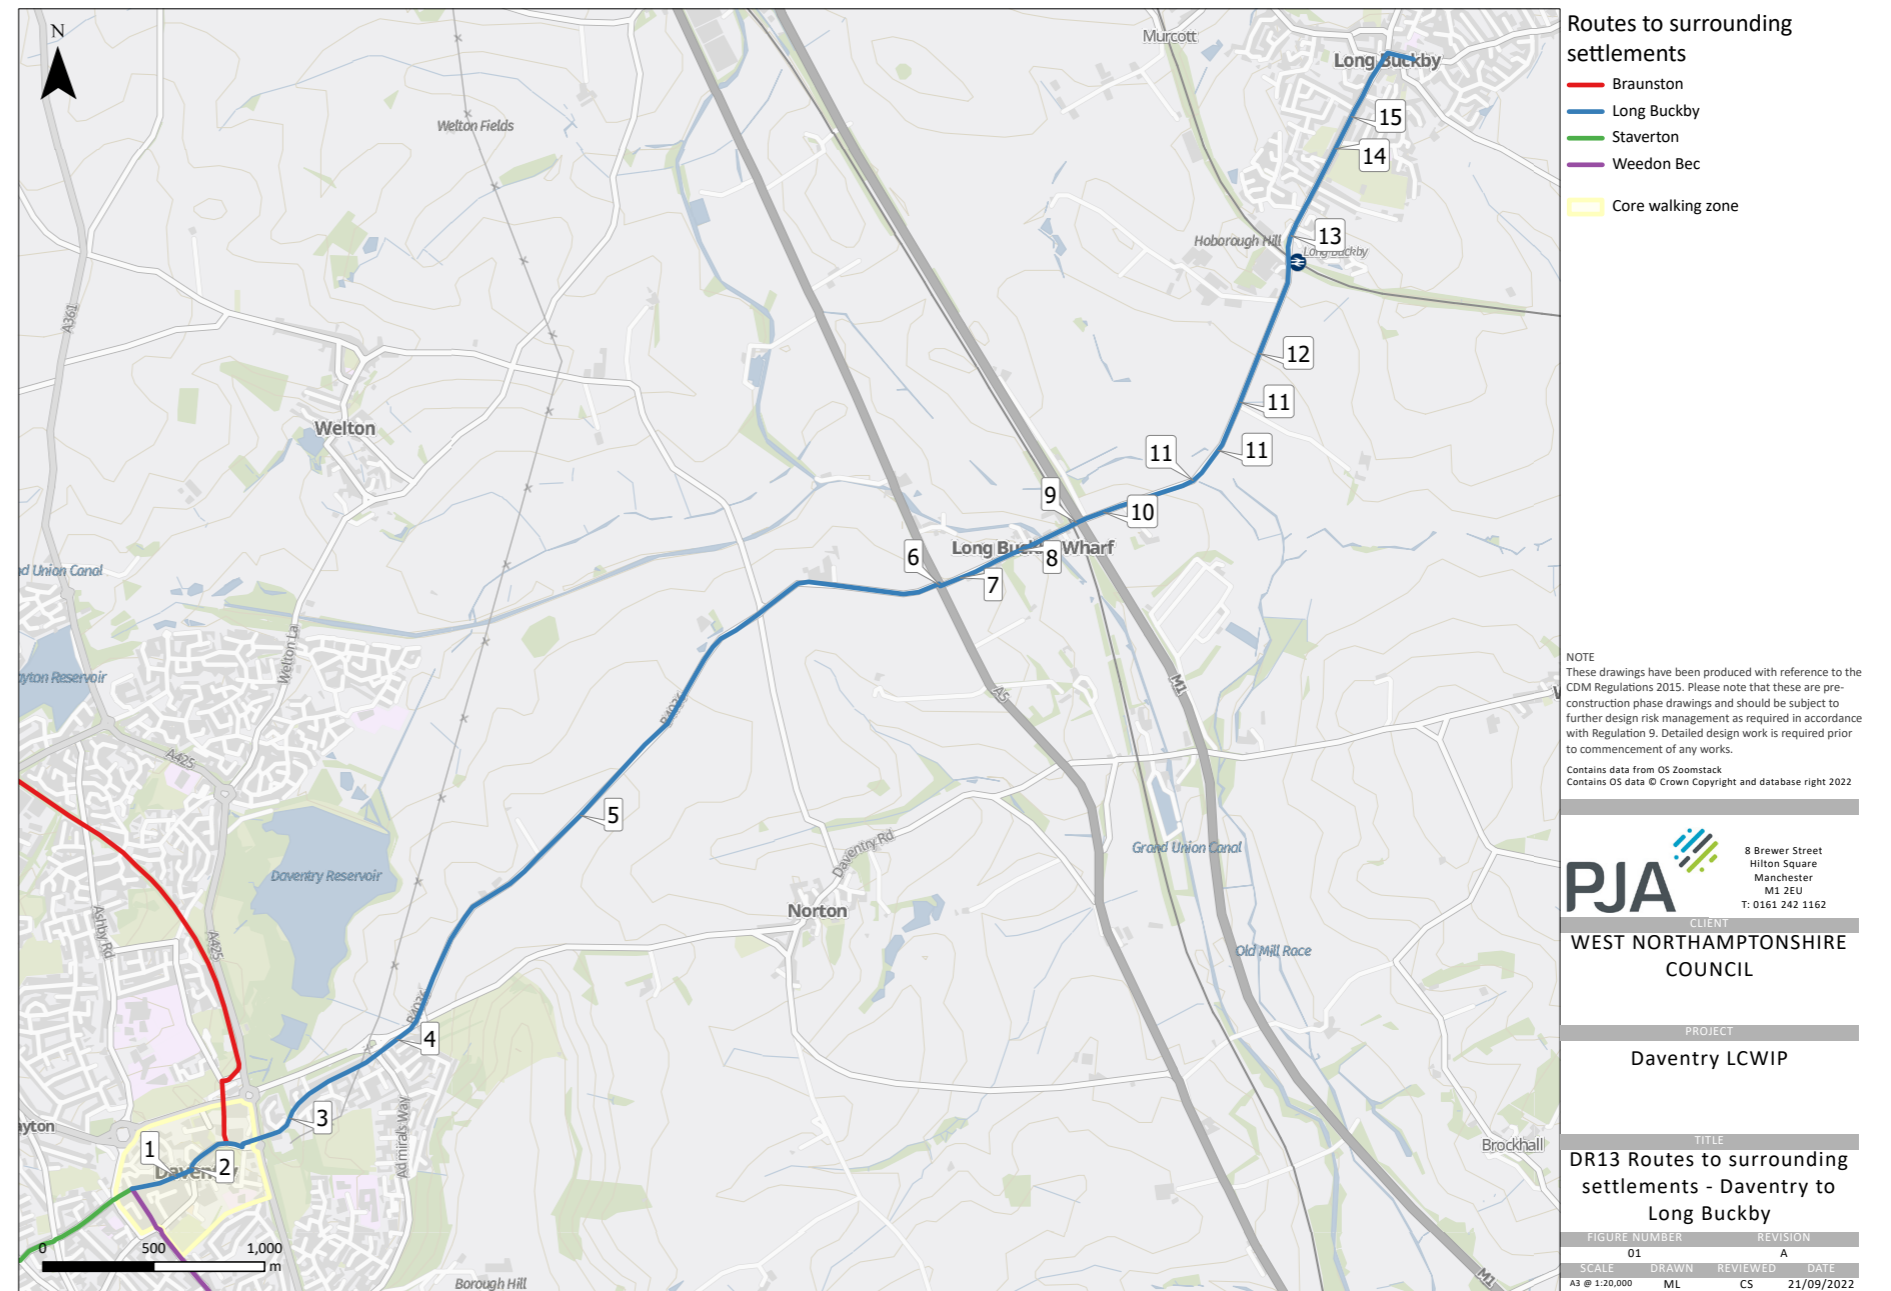 N
Murcott
Long Buckby
15
Welton Fields
14
13
Hoborough Hill
Long Buckby
A361
12
11
Welton
11
11
9
10
Long Buckby Wharf
6
8
7
Welton La
A5
M1
B4036
A425
5
Daventry Reservoir
Daventry Rd
Grand Union Canal
Norton
Ashby Rd
A425
Old Mill Race
B4036
4
3
Admiral's Way
1
2
Daventry
Brockhall
0 500 1,000
m
Borough Hill
M1
Routes to surrounding
settlements
Braunston
Long Buckby
Staverton
Weedon Bec
Core walking zone
NOTE
These drawings have been produced with reference to the
CDM Regulations 2015. Please note that these are pre-
construction phase drawings and should be subject to
further design risk management as required in accordance
with Regulation 9. Detailed design work is required prior
to commencement of any works.
Contains data from OS Zoomstack
Contains OS data © Crown Copyright and database right 2022
PJA
8 Brewer Street
Hilton Square
Manchester
M1 2EU
T: 0161 242 1162
CLIENT
WEST NORTHAMPTONSHIRE
COUNCIL
PROJECT
Daventry LCWIP
TITLE
DR13 Routes to surrounding
settlements - Daventry to
Long Buckby
FIGURE NUMBER REVISION
01 A
SCALE DRAWN REVIEWED DATE
A3 @ 1:20,000 ML CS 21/09/2022